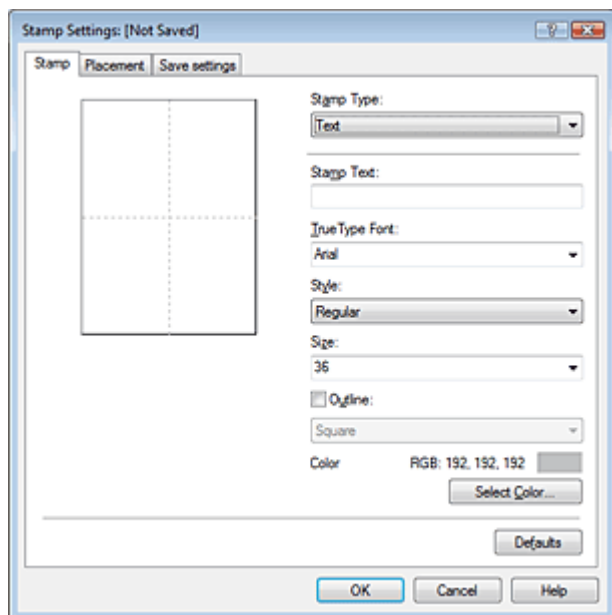 Stamp Settings: [Not Saved]
Stamp Placement Save settings
Stamp Type:
Text
Stamp Text:
TrueType Font:
Arial
Style:
Regular
Size:
36
Outline:
Square
Color RGB: 192, 192, 192
Select Color...
Defaults
OK Cancel Help